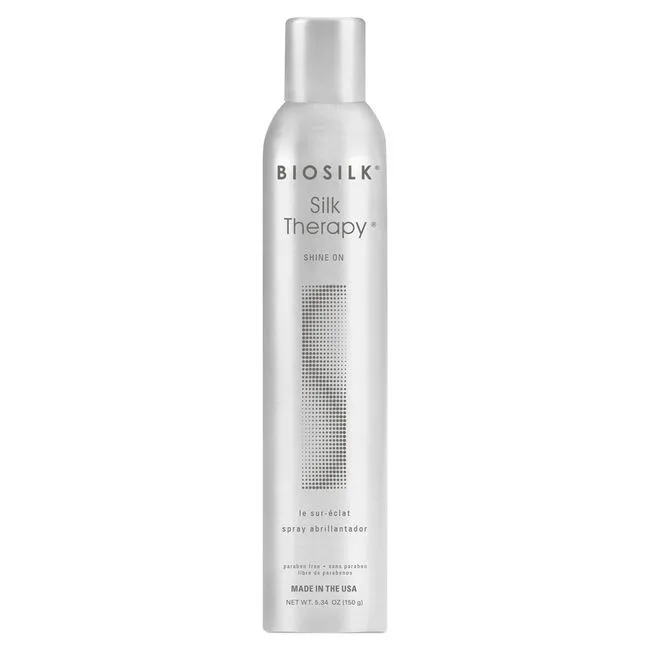 BIOSILK®
Silk
Therapy®
SHINE ON
le sur-éclat
spray abrillantador
paraben free • sans paraben
libre de parabenos
MADE IN THE USA
NET WT. 5.34 OZ (150 g)